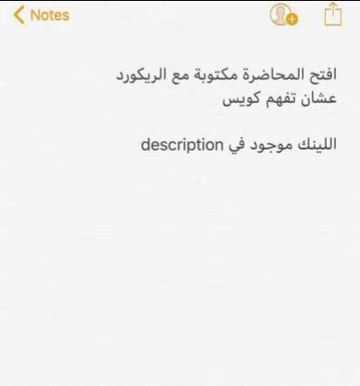 Notes
افتح المحاضرة مكتوبة مع الريكورد
عشان تفهم كويس
اللينك موجود في description